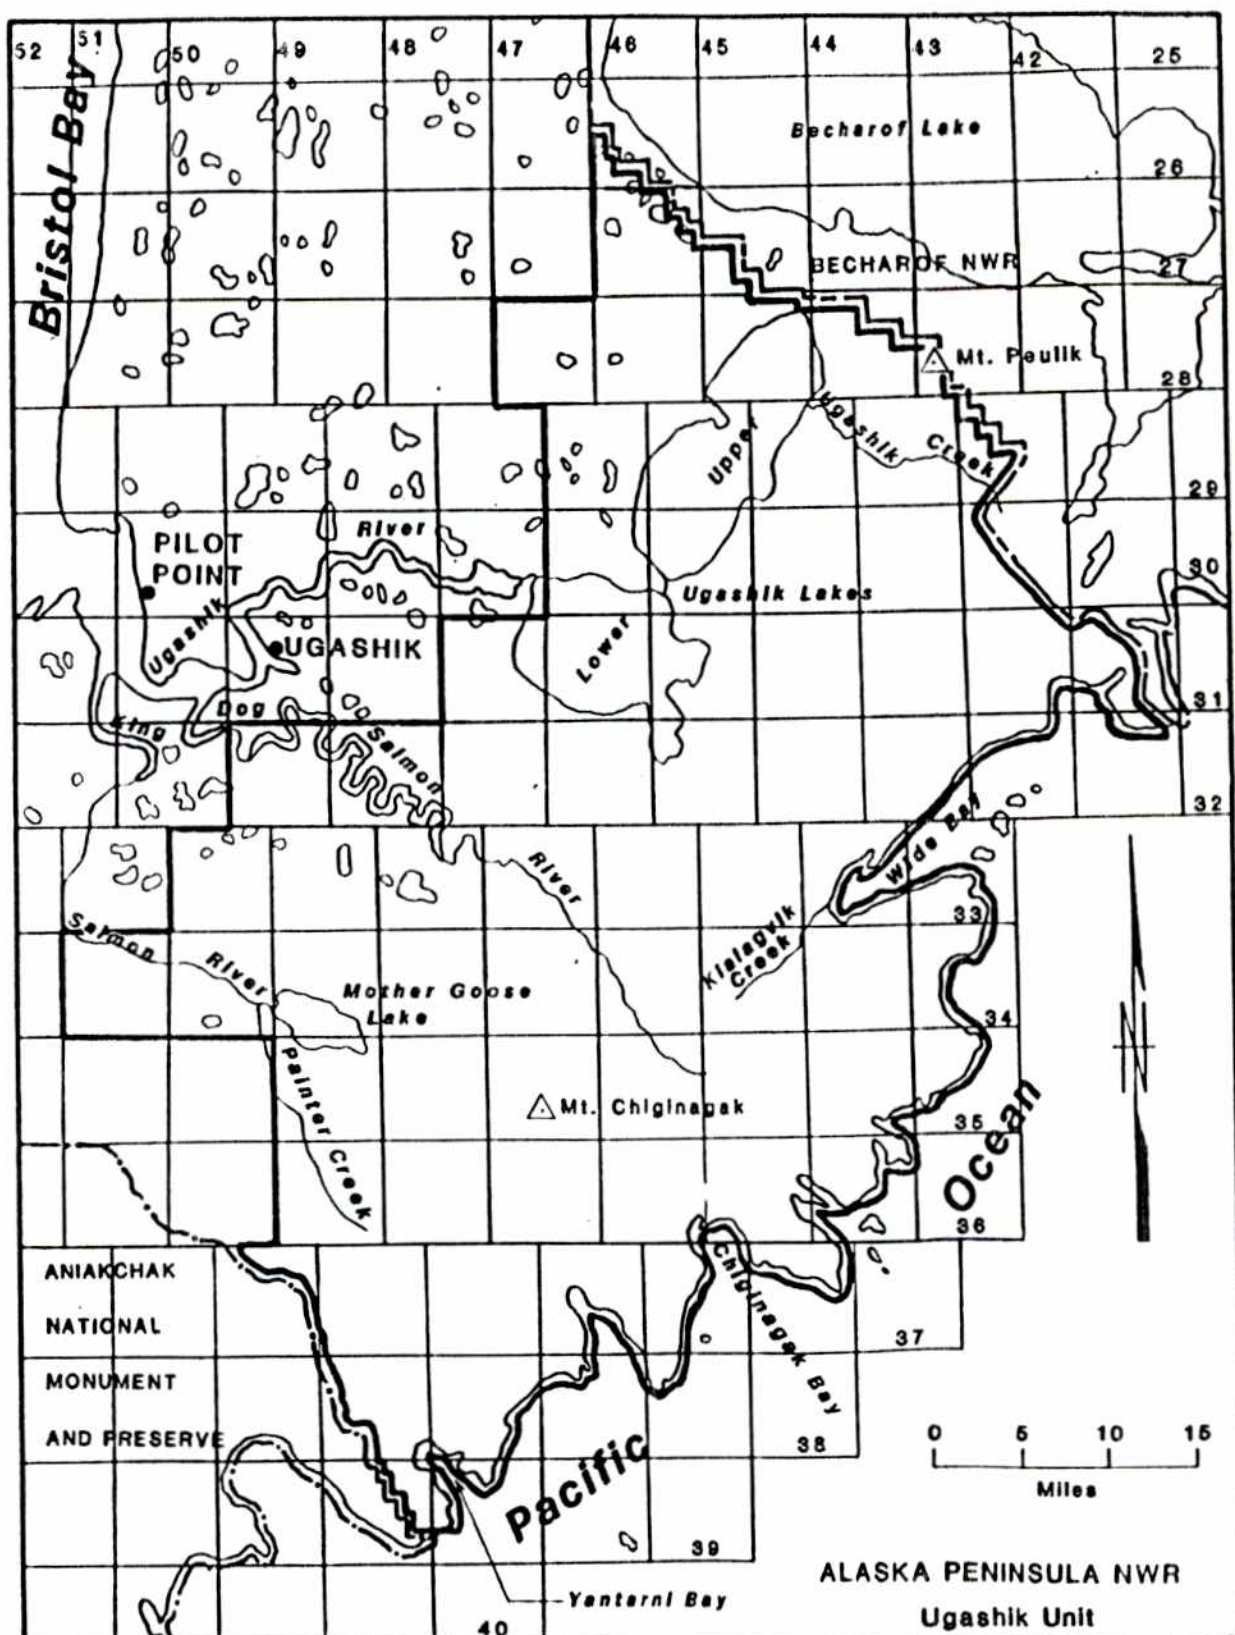 52 51 50 49 48 47 46 45 44 43 42 25
Bristol Bay
Becharof Lake
26
BECHAROF NWR
27
Mt. Peulik
28
Upper
Ugashik
Creek
29
River
PILOT
POINT
30
Ugashik
Ugashik Lakes
UGASHIK
Lower
King
Dog
31
Salmon
32
Wide Bay
River
33
Salmon
River
Kialagvik
Creek
Mother Goose
Lake
34
Painter Creek
Mt. Chiginagak
35
Ocean
36
ANIAKCHAK
NATIONAL
MONUMENT
AND PRESERVE
Chiginagak Bay
37
38
0 5 10 15
Miles
Pacific
39
Yantarni Bay
40
ALASKA PENINSULA NWR
Ugashik Unit